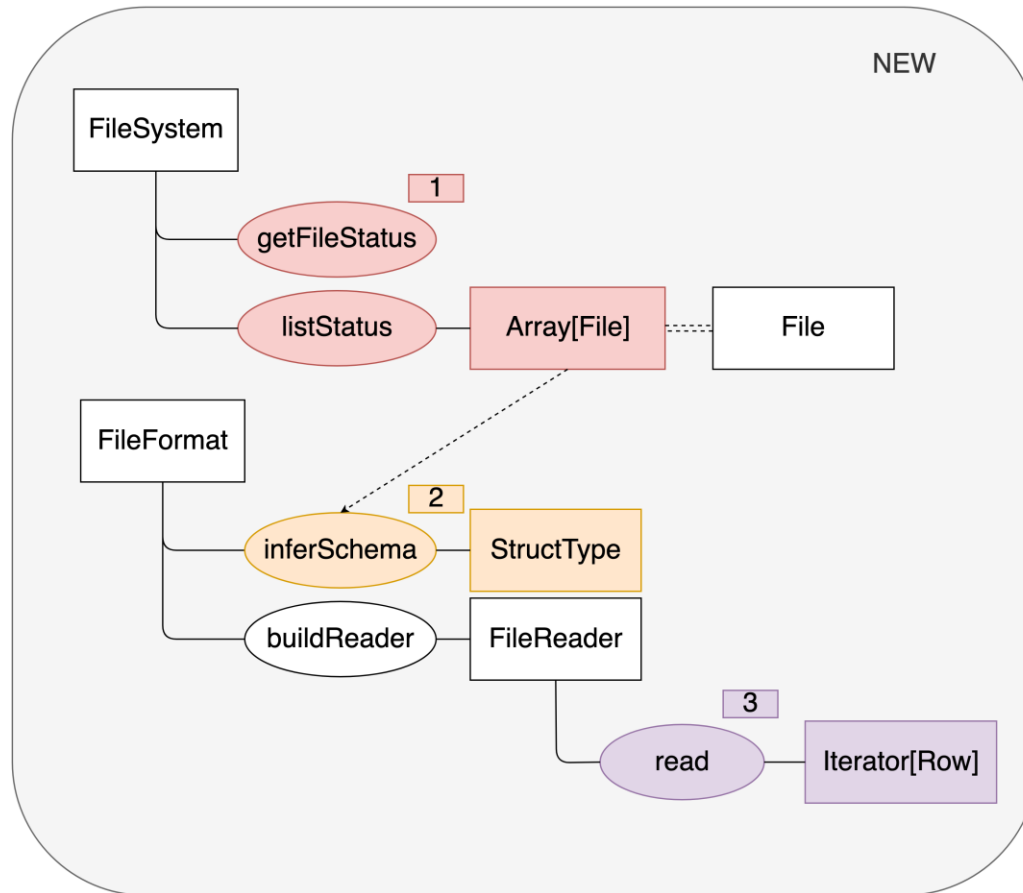 NEW
FileSystem
1
getFileStatus
listStatus
Array[File]
File
FileFormat
2
inferSchema
StructType
buildReader
FileReader
3
read
Iterator[Row]